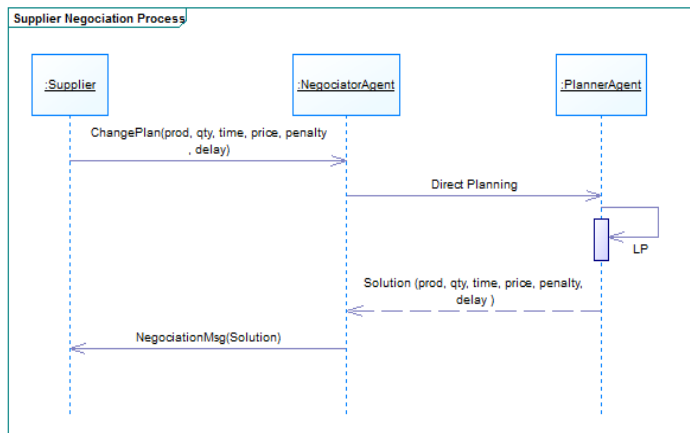 Supplier Negociation Process
:Supplier
:NegociatorAgent
:PlannerAgent
ChangePlan(prod, qty, time, price, penalty
, delay)
Direct Planning
LP
Solution (prod, qty, time, price, penalty,
delay )
NegociationMsg(Solution)